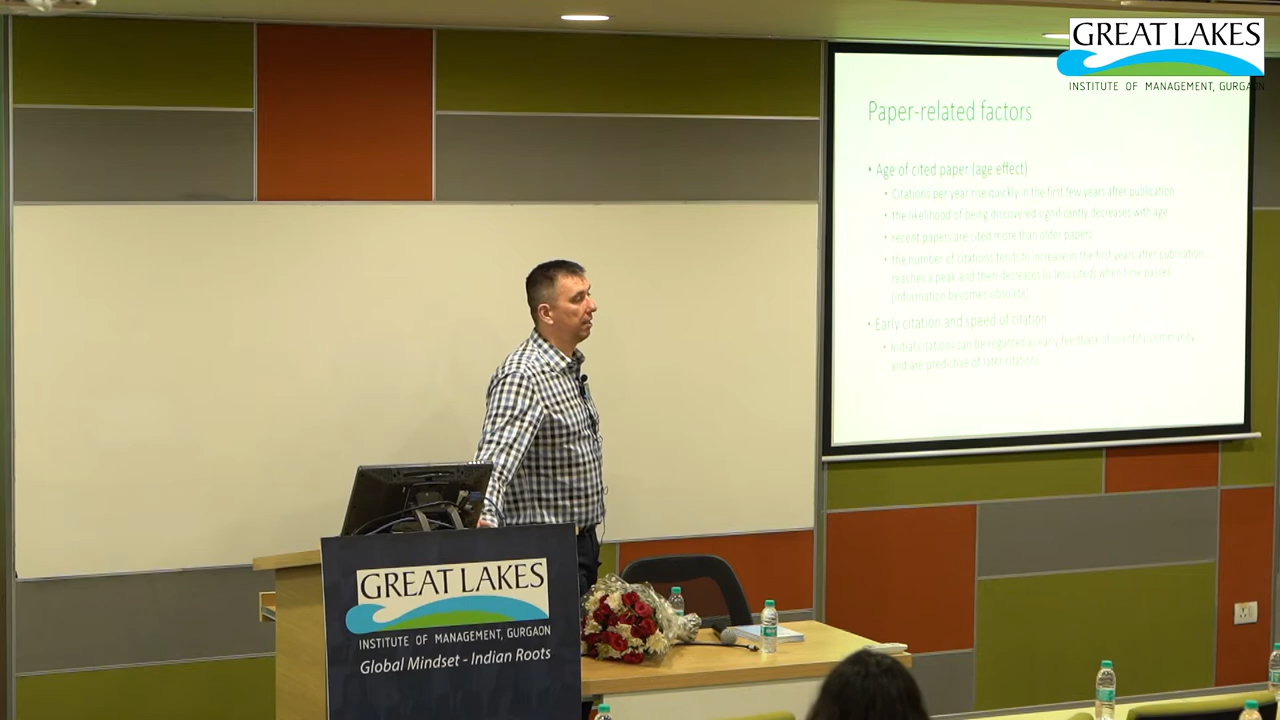 GREAT LAKES
INSTITUTE OF MANAGEMENT, GURGAON
Paper-related factors
• Age of cited paper (age effect)
• Citations per year rise quickly in the first few years after publication
• the likelihood of being discovered significantly decreases with age
• recent papers are cited more than older papers
• the number of citations tends to increase in the first years after publication,
reaches a peak and then decreases (is less cited) when time passes
(information becomes obsolete)
• Early citation and speed of citation
• Initial citations can be regarded as early feedback of scientific community
and are predictive of later citations
GREAT LAKES
INSTITUTE OF MANAGEMENT, GURGAON
Global Mindset - Indian Roots